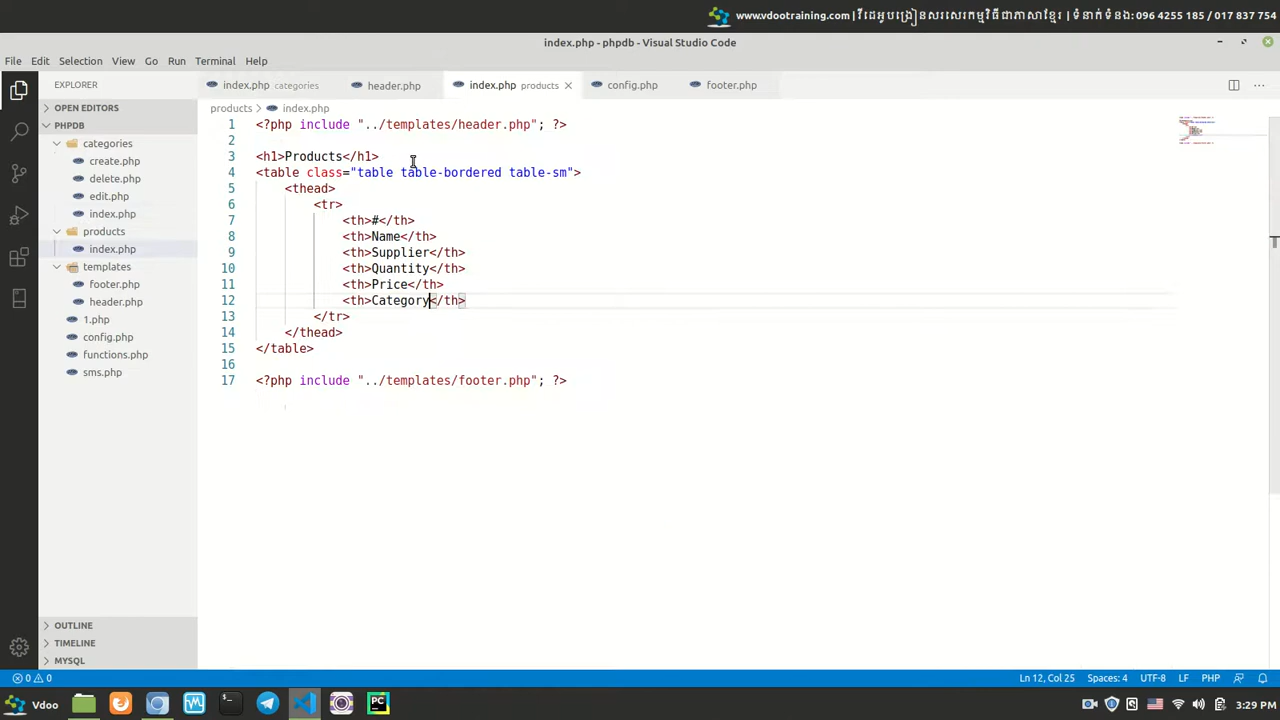 www.vdootraining.com | វីដេអូបង្រៀនសរសេរកម្មវិធីជាភាសាខ្មែរ | ទំនាក់ទំនង: 096 4255 185 / 017 837 754
index.php - phpdb - Visual Studio Code
File Edit Selection View Go Run Terminal Help
EXPLORER
index.php categories
header.php
index.php products
config.php
footer.php
OPEN EDITORS
PHPDB
categories
create.php
delete.php
edit.php
index.php
products
index.php
templates
footer.php
header.php
1.php
config.php
functions.php
sms.php
OUTLINE
TIMELINE
MYSQL
products > index.php
1 <?php include "../templates/header.php"; ?>
2
3 <h1>Products</h1>
4 <table class="table table-bordered table-sm">
5 <thead>
6 <tr>
7 <th>#</th>
8 <th>Name</th>
9 <th>Supplier</th>
10 <th>Quantity</th>
11 <th>Price</th>
12 <th>Category</th>
13 </tr>
14 </thead>
15 </table>
16
17 <?php include "../templates/footer.php"; ?>
0 0
Ln 12, Col 25 Spaces: 4 UTF-8 LF PHP
Vdoo
3:29 PM